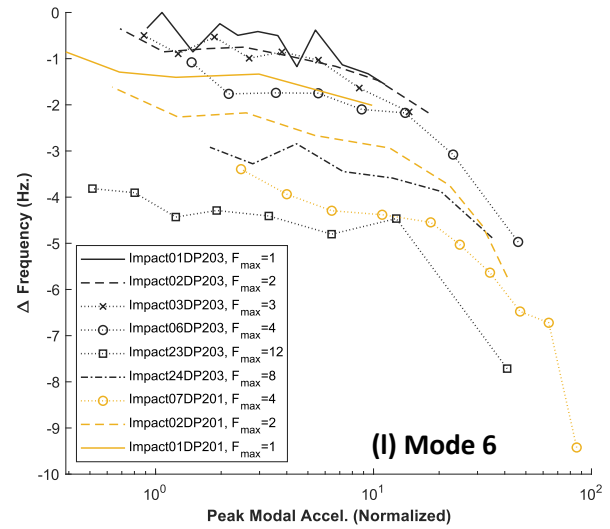 0
-1
-2
-3
-4
-5
-6
-7
-8
-9
-10
Δ Frequency (Hz.)
Impact01DP203, F_max=1
Impact02DP203, F_max=2
Impact03DP203, F_max=3
Impact06DP203, F_max=4
Impact23DP203, F_max=12
Impact24DP203, F_max=8
Impact07DP201, F_max=4
Impact02DP201, F_max=2
Impact01DP201, F_max=1
(l) Mode 6
10^0 10^1 10^2
Peak Modal Accel. (Normalized)